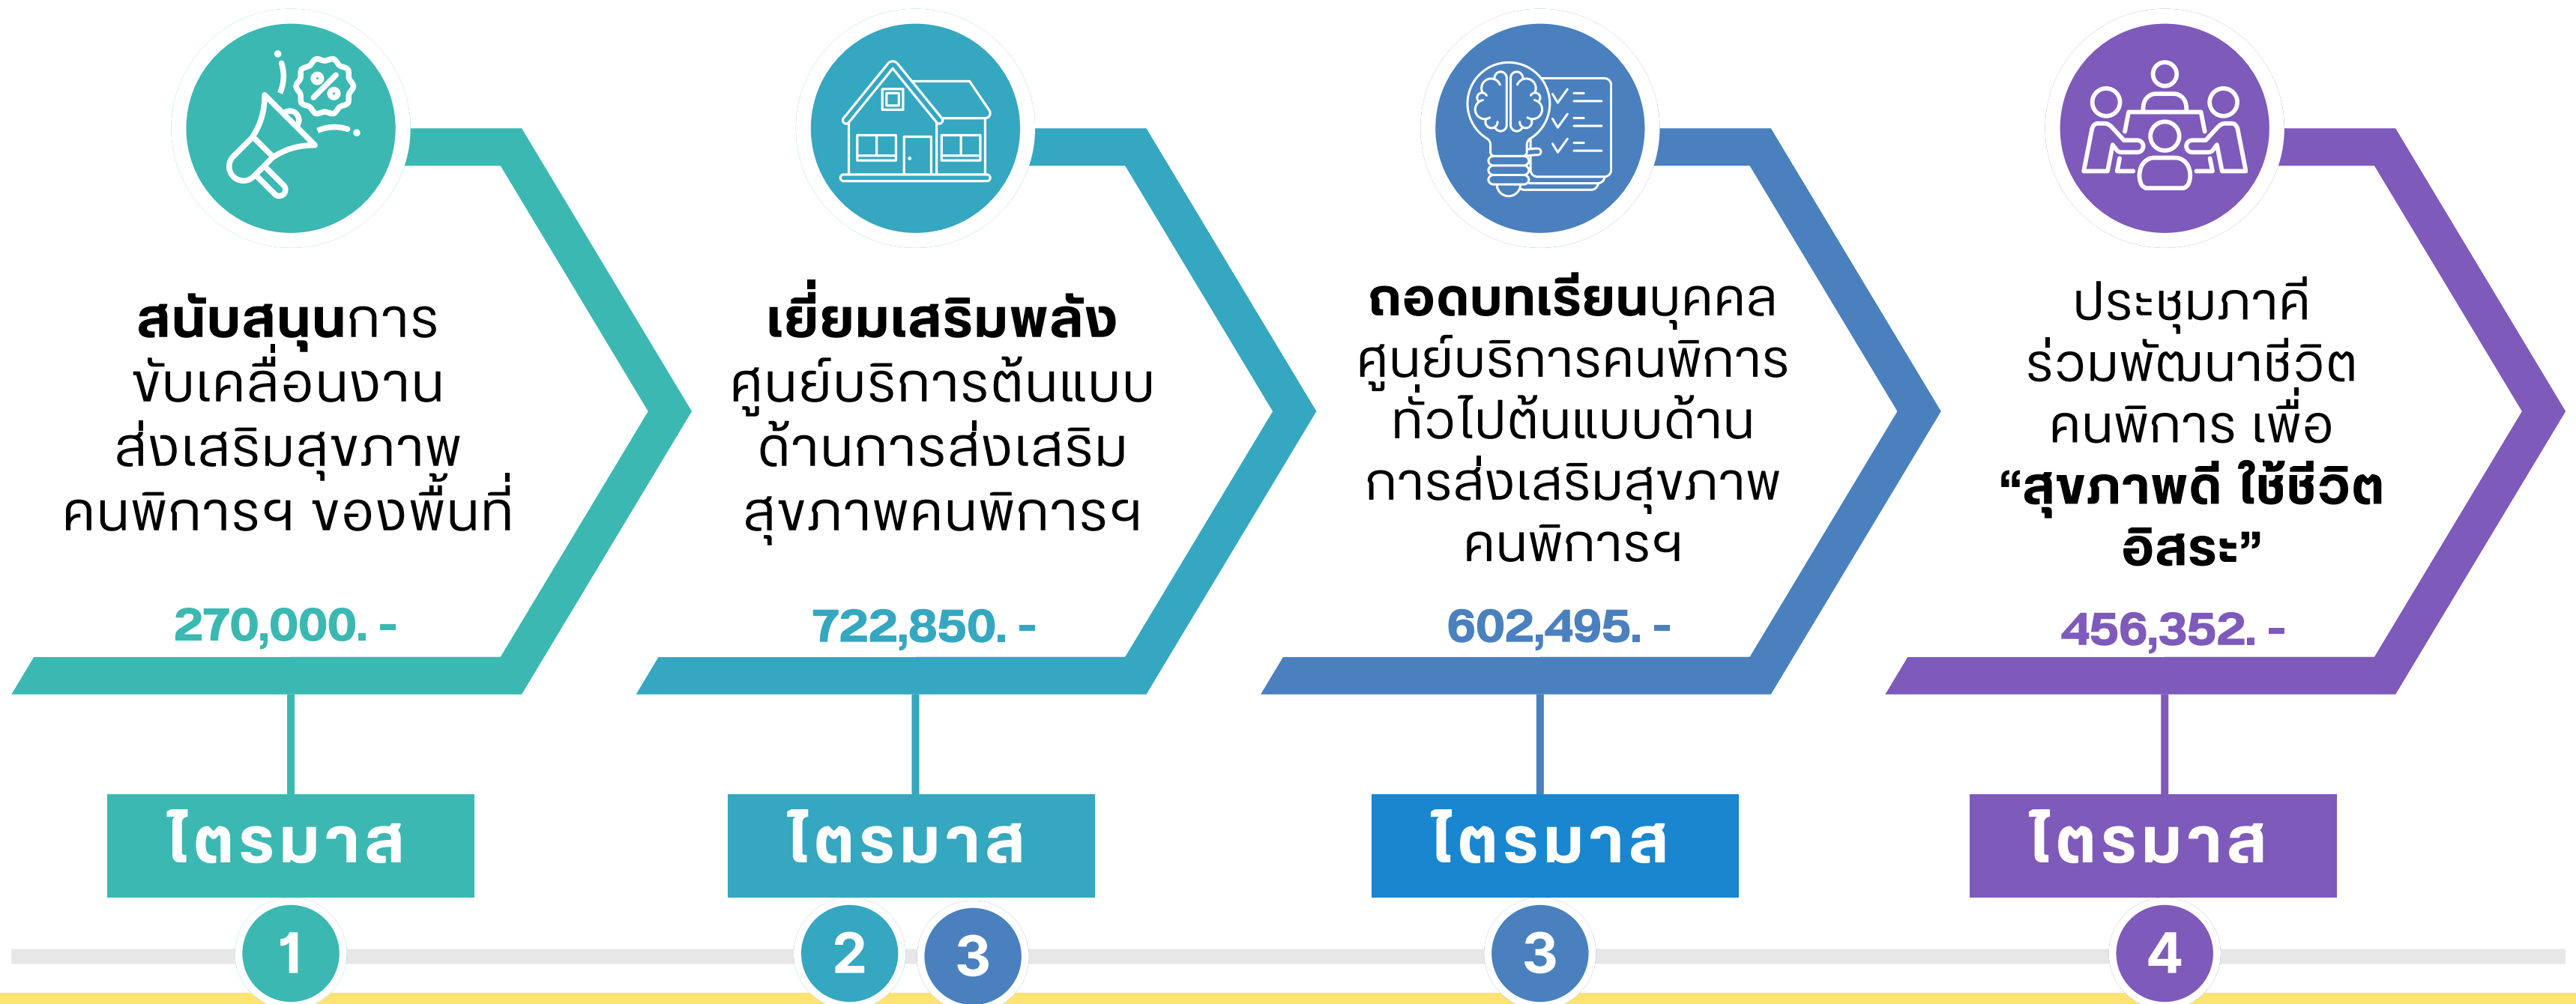 สนับสนุนการ
ขับเคลื่อนงาน
ส่งเสริมสุขภาพ
คนพิการฯ ของพื้นที่
270,000. -
ไตรมาส
1
เยี่ยมเสริมพลัง
ศูนย์บริการต้นแบบ
ด้านการส่งเสริม
สุขภาพคนพิการฯ
722,850. -
ไตรมาส
2 3
ถอดบทเรียนบุคคล
ศูนย์บริการคนพิการ
ทั่วไปต้นแบบด้าน
การส่งเสริมสุขภาพ
คนพิการฯ
602,495. -
ไตรมาส
3
ประชุมภาคี
ร่วมพัฒนาชีวิต
คนพิการ เพื่อ
“สุขภาพดี ใช้ชีวิต
อิสระ”
456,352. -
ไตรมาส
4